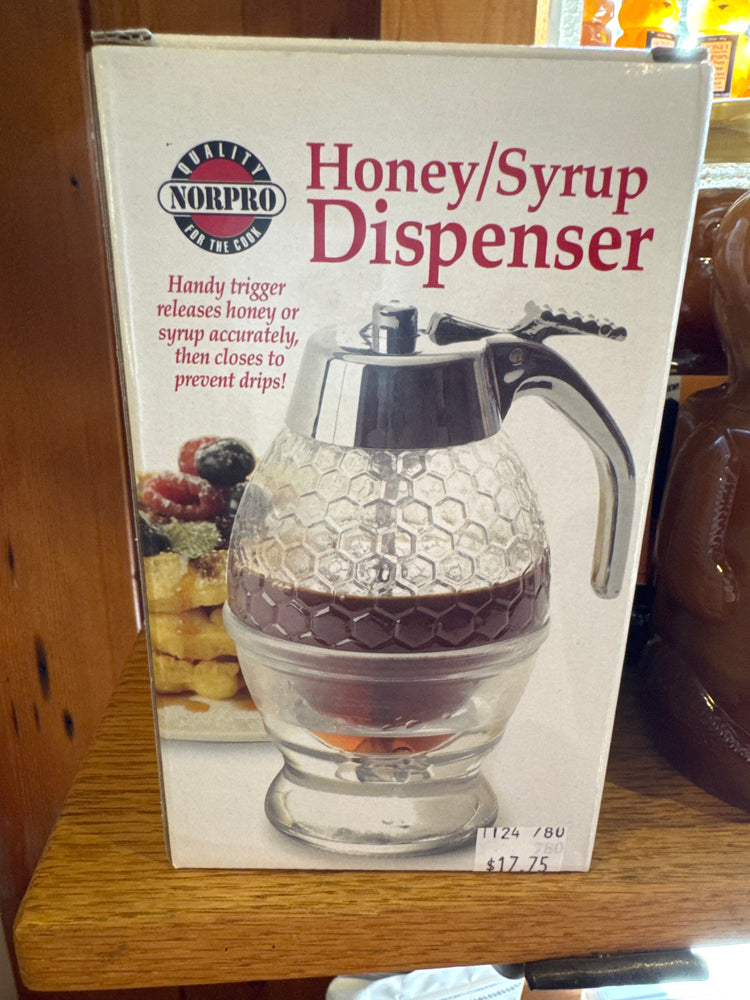 QUALITY
NORPRO
FOR THE COOK
Honey/Syrup
Dispenser
Handy trigger
releases honey or
syrup accurately,
then closes to
prevent drips!
1124 780
780
$17.75